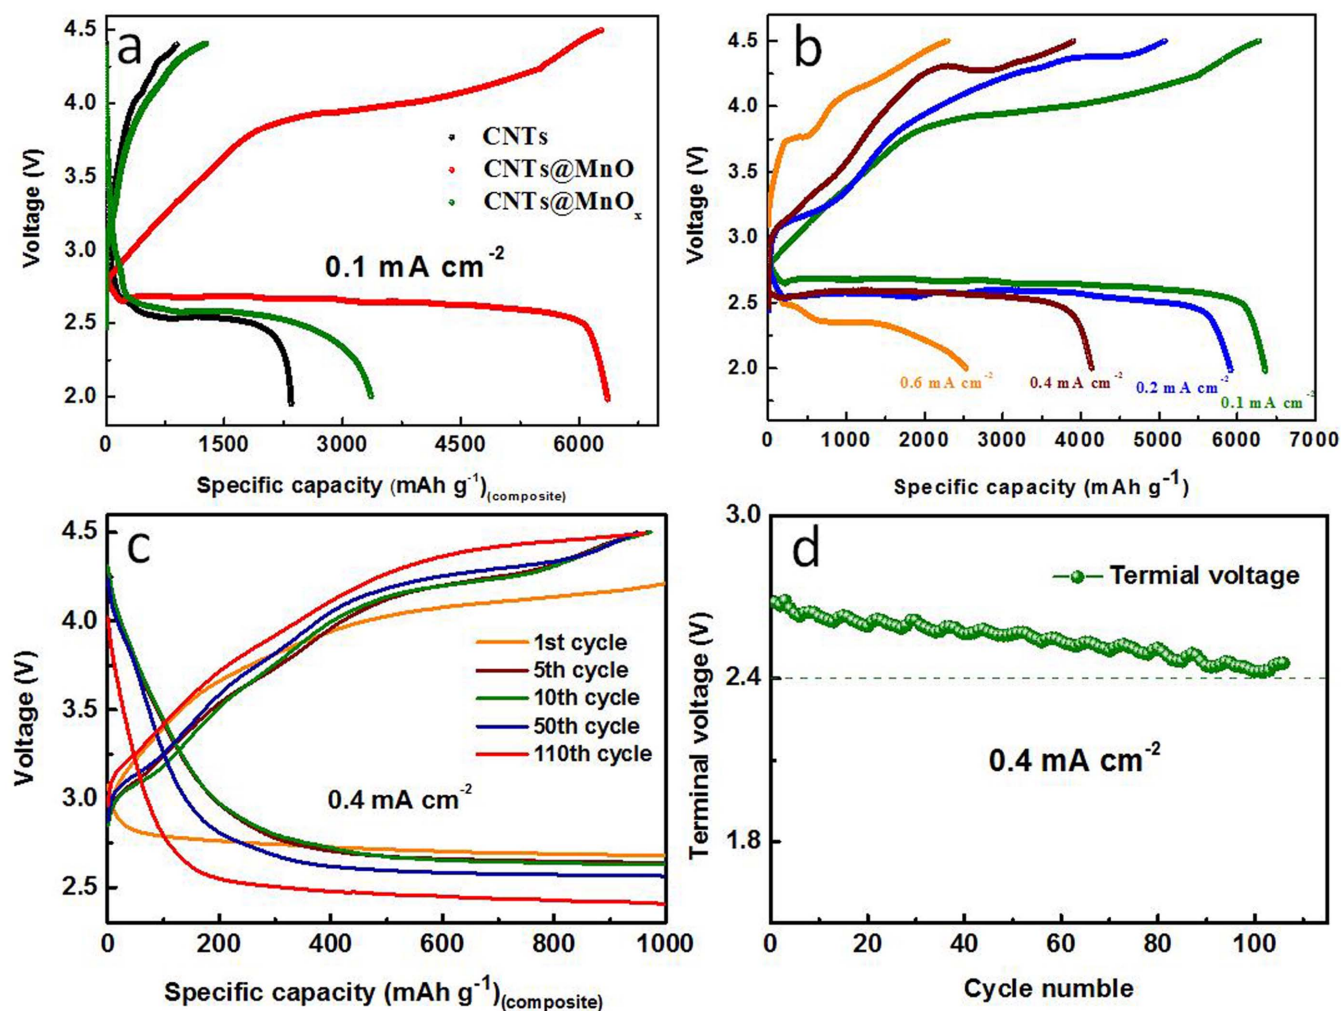 a
4.5
4.0
3.5
3.0
2.5
2.0
Voltage (V)
CNTs
CNTs@MnO
CNTs@MnOx
0.1 mA cm-2
0
1500
3000
4500
6000
Specific capacity (mAh g-1)(composite)
b
4.5
4.0
3.5
3.0
2.5
2.0
Voltage (V)
0.6 mA cm-2
0.4 mA cm-2
0.2 mA cm-2
0.1 mA cm-2
0
1000
2000
3000
4000
5000
6000
7000
Specific capacity (mAh g-1)
c
4.5
4.0
3.5
3.0
2.5
Voltage (V)
1st cycle
5th cycle
10th cycle
50th cycle
110th cycle
0.4 mA cm-2
0
200
400
600
800
1000
Specific capacity (mAh g-1)(composite)
d
3.0
2.4
1.8
Terminal voltage (V)
Termial voltage
0.4 mA cm-2
0
20
40
60
80
100
Cycle numble